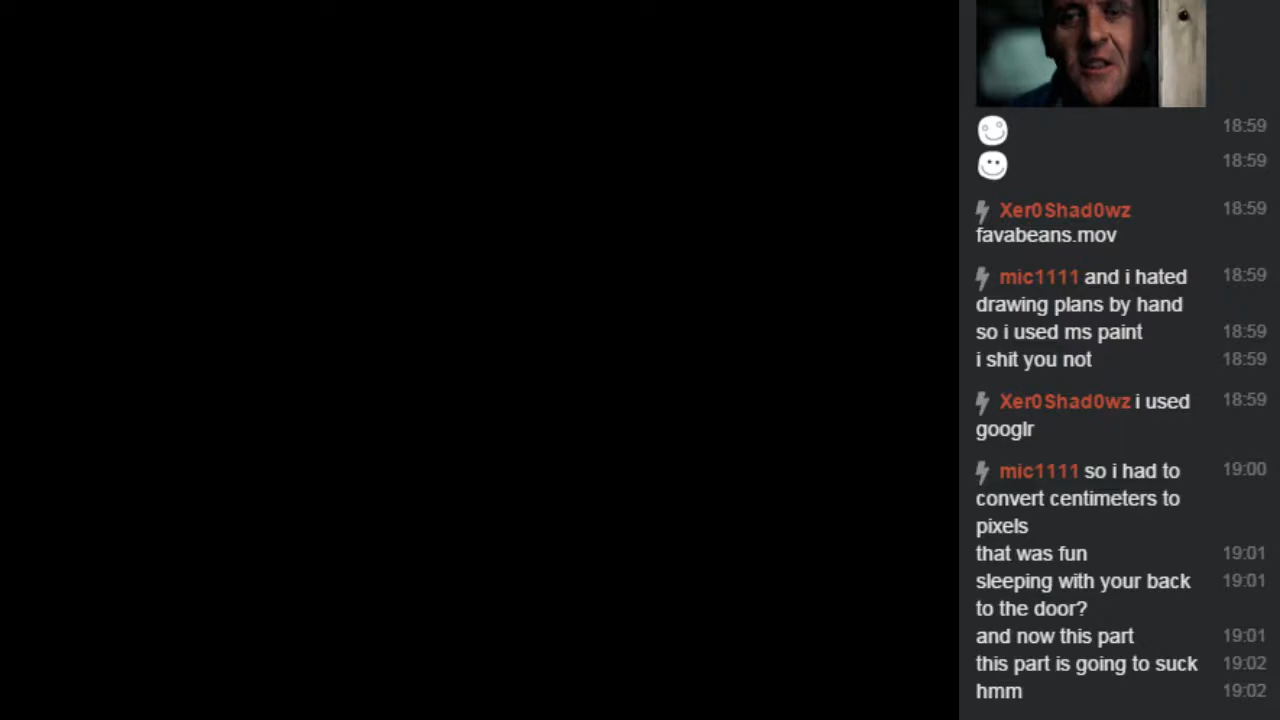 18:59
18:59
Xer0Shad0wz 18:59
favabeans.mov
mic1111 and i hated 18:59
drawing plans by hand
so i used ms paint 18:59
i shit you not 18:59
Xer0Shad0wz i used 18:59
googlr
mic1111 so i had to 19:00
convert centimeters to
pixels
that was fun 19:01
sleeping with your back 19:01
to the door?
and now this part 19:01
this part is going to suck 19:02
hmm 19:02